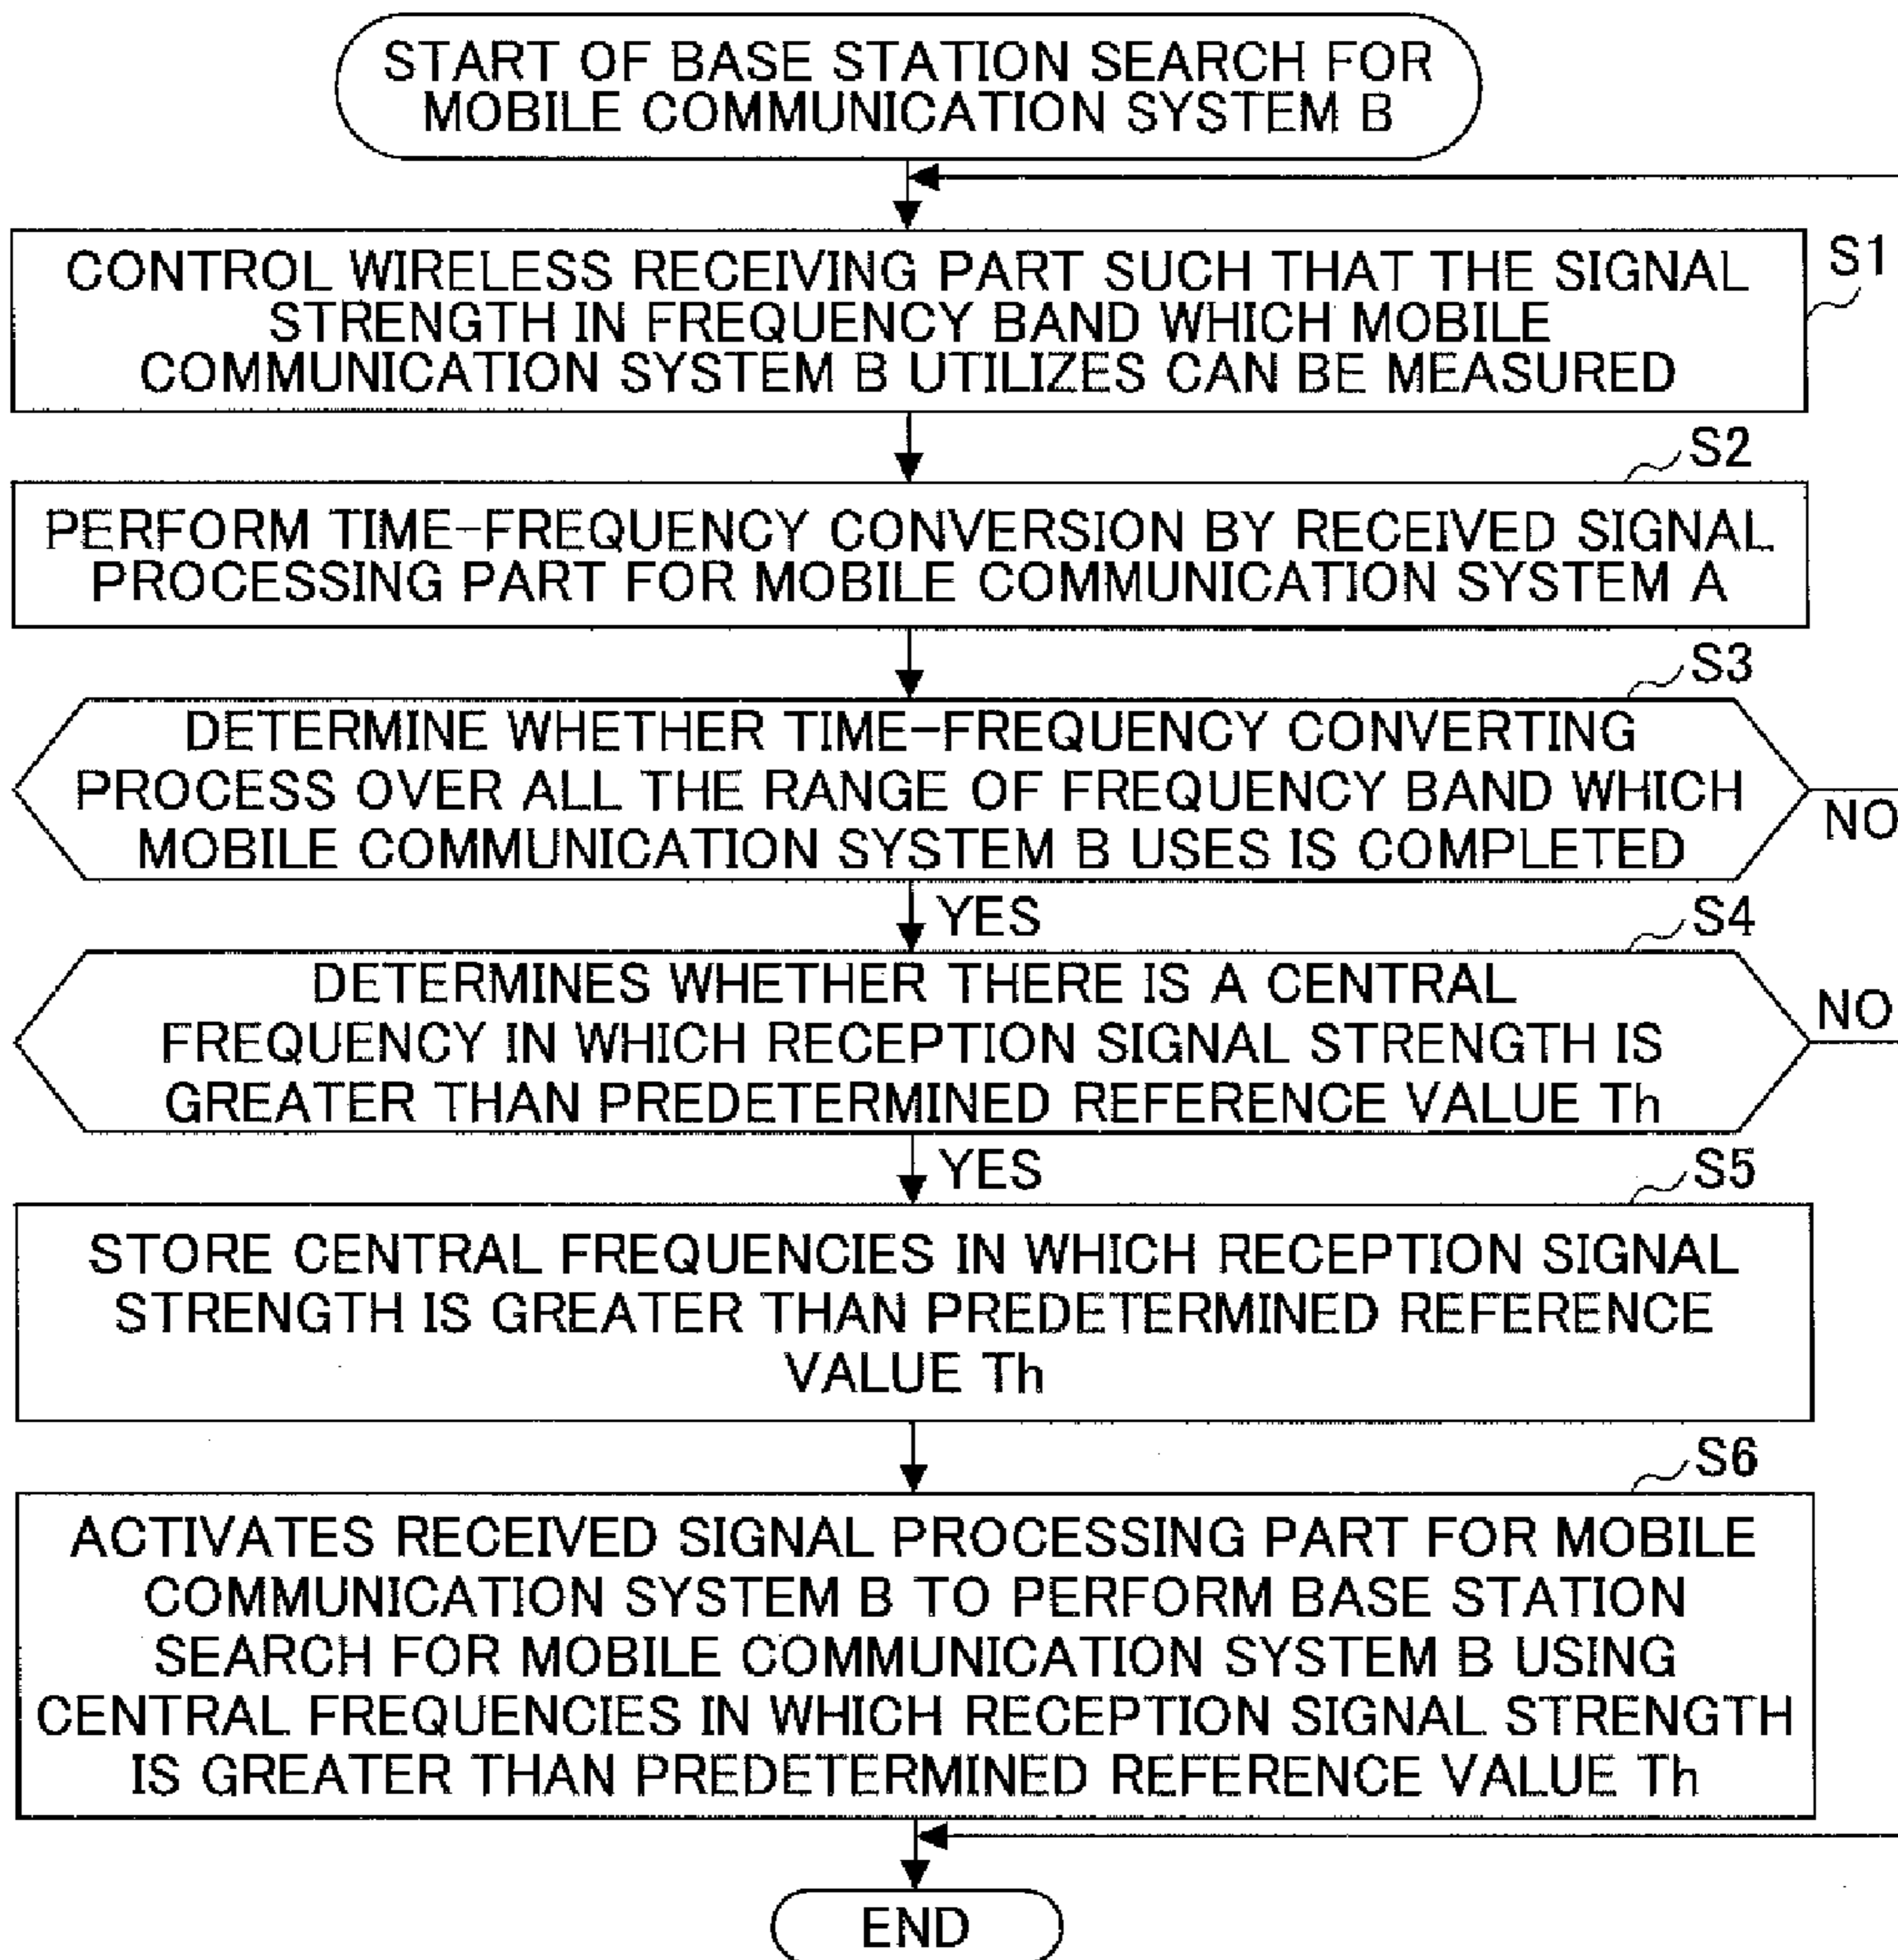 START OF BASE STATION SEARCH FOR
MOBILE COMMUNICATION SYSTEM B
S1
CONTROL WIRELESS RECEIVING PART SUCH THAT THE SIGNAL
STRENGTH IN FREQUENCY BAND WHICH MOBILE
COMMUNICATION SYSTEM B UTILIZES CAN BE MEASURED
S2
PERFORM TIME-FREQUENCY CONVERSION BY RECEIVED SIGNAL
PROCESSING PART FOR MOBILE COMMUNICATION SYSTEM A
S3
DETERMINE WHETHER TIME-FREQUENCY CONVERTING
PROCESS OVER ALL THE RANGE OF FREQUENCY BAND WHICH
MOBILE COMMUNICATION SYSTEM B USES IS COMPLETED
NO
YES
S4
DETERMINES WHETHER THERE IS A CENTRAL
FREQUENCY IN WHICH RECEPTION SIGNAL STRENGTH IS
GREATER THAN PREDETERMINED REFERENCE VALUE Th
NO
YES
S5
STORE CENTRAL FREQUENCIES IN WHICH RECEPTION SIGNAL
STRENGTH IS GREATER THAN PREDETERMINED REFERENCE
VALUE Th
S6
ACTIVATES RECEIVED SIGNAL PROCESSING PART FOR MOBILE
COMMUNICATION SYSTEM B TO PERFORM BASE STATION
SEARCH FOR MOBILE COMMUNICATION SYSTEM B USING
CENTRAL FREQUENCIES IN WHICH RECEPTION SIGNAL STRENGTH
IS GREATER THAN PREDETERMINED REFERENCE VALUE Th
END